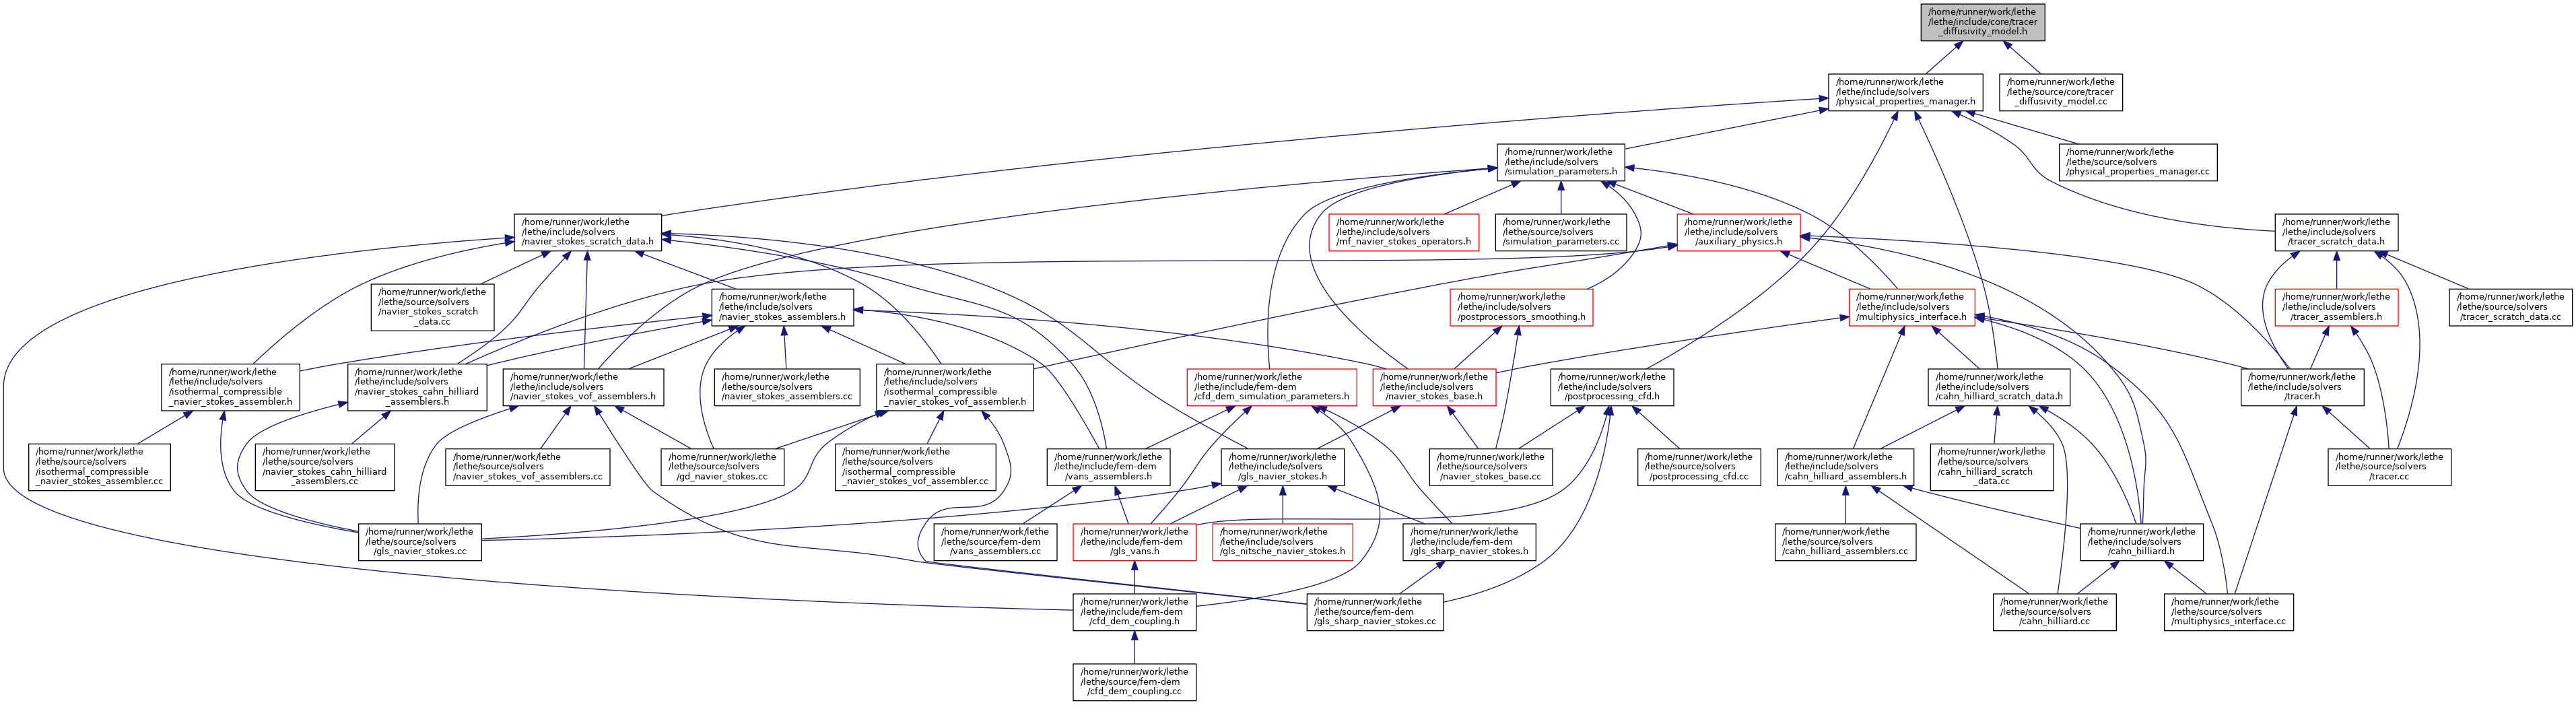 /home/runner/work/lethe
/lethe/include/core/tracer
_diffusivity_model.h
/home/runner/work/lethe
/lethe/include/solvers
/physical_properties_manager.h
/home/runner/work/lethe
/lethe/source/core/tracer
_diffusivity_model.cc
/home/runner/work/lethe
/lethe/include/solvers
/simulation_parameters.h
/home/runner/work/lethe
/lethe/source/solvers
/physical_properties_manager.cc
/home/runner/work/lethe
/lethe/include/solvers
/navier_stokes_scratch_data.h
/home/runner/work/lethe
/lethe/include/solvers
/mf_navier_stokes_operators.h
/home/runner/work/lethe
/lethe/source/solvers
/simulation_parameters.cc
/home/runner/work/lethe
/lethe/include/solvers
/auxiliary_physics.h
/home/runner/work/lethe
/lethe/include/solvers
/tracer_scratch_data.h
/home/runner/work/lethe
/lethe/source/solvers
/navier_stokes_scratch
_data.cc
/home/runner/work/lethe
/lethe/include/solvers
/navier_stokes_assemblers.h
/home/runner/work/lethe
/lethe/include/solvers
/postprocessors_smoothing.h
/home/runner/work/lethe
/lethe/include/solvers
/multiphysics_interface.h
/home/runner/work/lethe
/lethe/include/solvers
/tracer_assemblers.h
/home/runner/work/lethe
/lethe/source/solvers
/tracer_scratch_data.cc
/home/runner/work/lethe
/lethe/include/solvers
/isothermal_compressible
_navier_stokes_assembler.h
/home/runner/work/lethe
/lethe/include/solvers
/navier_stokes_cahn_hilliard
_assemblers.h
/home/runner/work/lethe
/lethe/include/solvers
/navier_stokes_vof_assemblers.h
/home/runner/work/lethe
/lethe/source/solvers
/navier_stokes_assemblers.cc
/home/runner/work/lethe
/lethe/include/solvers
/isothermal_compressible
_navier_stokes_vof_assembler.h
/home/runner/work/lethe
/lethe/include/fem-dem
/cfd_dem_simulation_parameters.h
/home/runner/work/lethe
/lethe/include/solvers
/navier_stokes_base.h
/home/runner/work/lethe
/lethe/include/solvers
/postprocessing_cfd.h
/home/runner/work/lethe
/lethe/include/solvers
/cahn_hilliard_scratch_data.h
/home/runner/work/lethe
/lethe/include/solvers
/tracer.h
/home/runner/work/lethe
/lethe/source/solvers
/isothermal_compressible
_navier_stokes_assembler.cc
/home/runner/work/lethe
/lethe/source/solvers
/navier_stokes_cahn_hilliard
_assemblers.cc
/home/runner/work/lethe
/lethe/source/solvers
/navier_stokes_vof_assemblers.cc
/home/runner/work/lethe
/lethe/source/solvers
/gd_navier_stokes.cc
/home/runner/work/lethe
/lethe/source/solvers
/isothermal_compressible
_navier_stokes_vof_assembler.cc
/home/runner/work/lethe
/lethe/include/fem-dem
/vans_assemblers.h
/home/runner/work/lethe
/lethe/include/solvers
/gls_navier_stokes.h
/home/runner/work/lethe
/lethe/source/solvers
/navier_stokes_base.cc
/home/runner/work/lethe
/lethe/source/solvers
/postprocessing_cfd.cc
/home/runner/work/lethe
/lethe/include/solvers
/cahn_hilliard_assemblers.h
/home/runner/work/lethe
/lethe/source/solvers
/cahn_hilliard_scratch
_data.cc
/home/runner/work/lethe
/lethe/source/solvers
/tracer.cc
/home/runner/work/lethe
/lethe/source/solvers
/gls_navier_stokes.cc
/home/runner/work/lethe
/lethe/source/fem-dem
/vans_assemblers.cc
/home/runner/work/lethe
/lethe/include/fem-dem
/gls_vans.h
/home/runner/work/lethe
/lethe/include/solvers
/gls_nitsche_navier_stokes.h
/home/runner/work/lethe
/lethe/include/fem-dem
/gls_sharp_navier_stokes.h
/home/runner/work/lethe
/lethe/source/solvers
/cahn_hilliard_assemblers.cc
/home/runner/work/lethe
/lethe/include/solvers
/cahn_hilliard.h
/home/runner/work/lethe
/lethe/include/fem-dem
/cfd_dem_coupling.h
/home/runner/work/lethe
/lethe/source/fem-dem
/gls_sharp_navier_stokes.cc
/home/runner/work/lethe
/lethe/source/solvers
/cahn_hilliard.cc
/home/runner/work/lethe
/lethe/source/solvers
/multiphysics_interface.cc
/home/runner/work/lethe
/lethe/source/fem-dem
/cfd_dem_coupling.cc